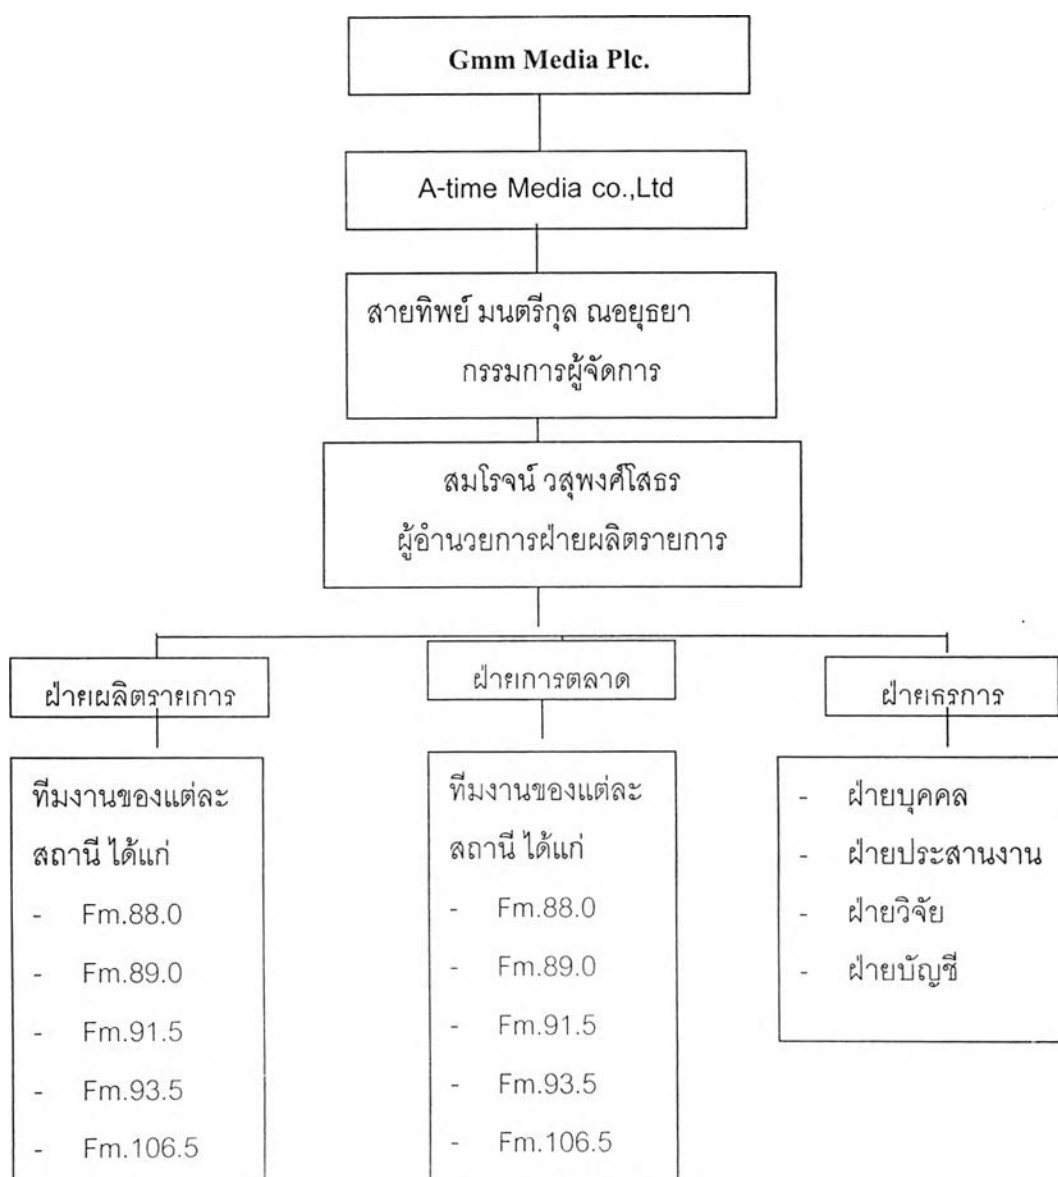 Gmm Media Plc.
A-time Media co.,Ltd
สายทิพย์ มนตรีกุล ณอยุธยา
กรรมการผู้จัดการ
สมโรจน์ วสุพงศ์โสธร
ผู้อำนวยการฝ่ายผลิตรายการ
ฝ่ายผลิตรายการ
ฝ่ายการตลาด
ฝ่ายธุรการ
ทีมงานของแต่ละ
สถานี ได้แก่
- Fm.88.0
- Fm.89.0
- Fm.91.5
- Fm.93.5
- Fm.106.5
ทีมงานของแต่ละ
สถานี ได้แก่
- Fm.88.0
- Fm.89.0
- Fm.91.5
- Fm.93.5
- Fm.106.5
- ฝ่ายบุคคล
- ฝ่ายประสานงาน
- ฝ่ายวิจัย
- ฝ่ายบัญชี